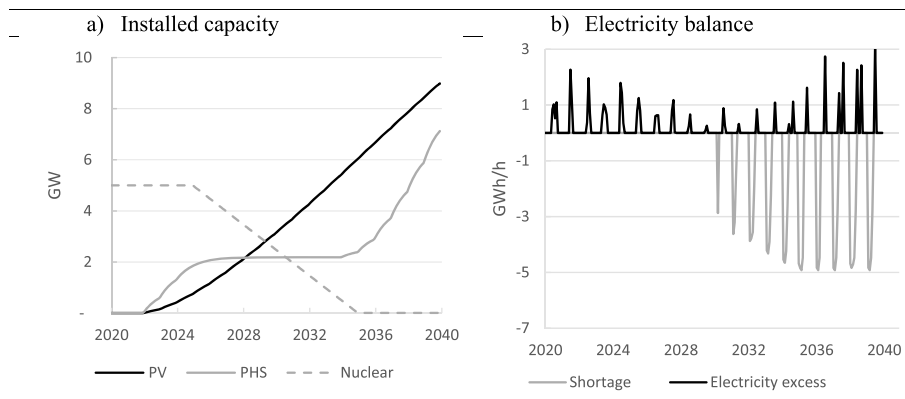 a) Installed capacity
10
8
6
4
2
-
GW
2020 2024 2028 2032 2036 2040
PV PHS Nuclear
b) Electricity balance
3
1
-1
-3
-5
-7
GWh/h
2020 2024 2028 2032 2036 2040
Shortage Electricity excess